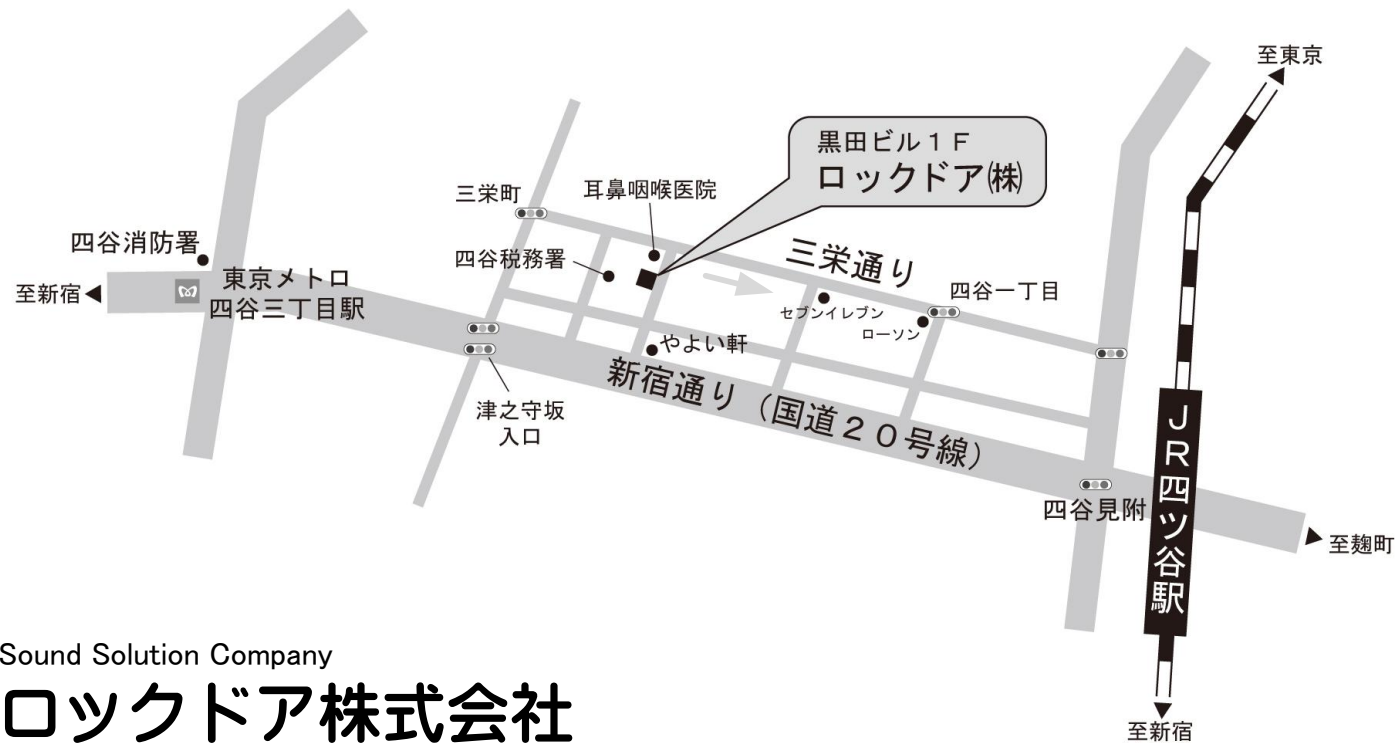 至東京
黒田ビル１Ｆ
ロックドア㈱
三栄町
耳鼻咽喉医院
四谷消防署
四谷税務署
三栄通り
至新宿
東京メトロ
四谷三丁目駅
四谷一丁目
セブンイレブン
ローソン
やよい軒
新宿通り（国道２０号線）
津之守坂
入口
ＪＲ四ツ谷駅
四谷見附
至麹町
至新宿
Sound Solution Company
ロックドア株式会社